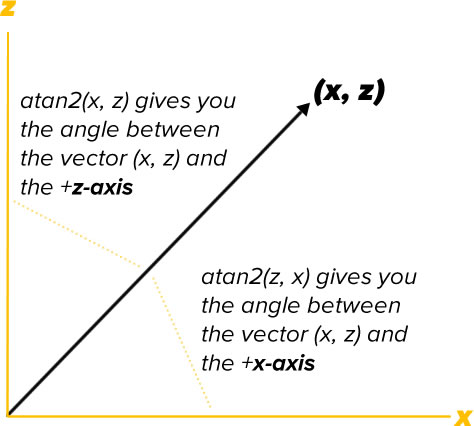 z
(x, z)
atan2(x, z) gives you
the angle between
the vector (x, z) and
the +z-axis
atan2(z, x) gives you
the angle between
the vector (x, z) and
the +x-axis
x